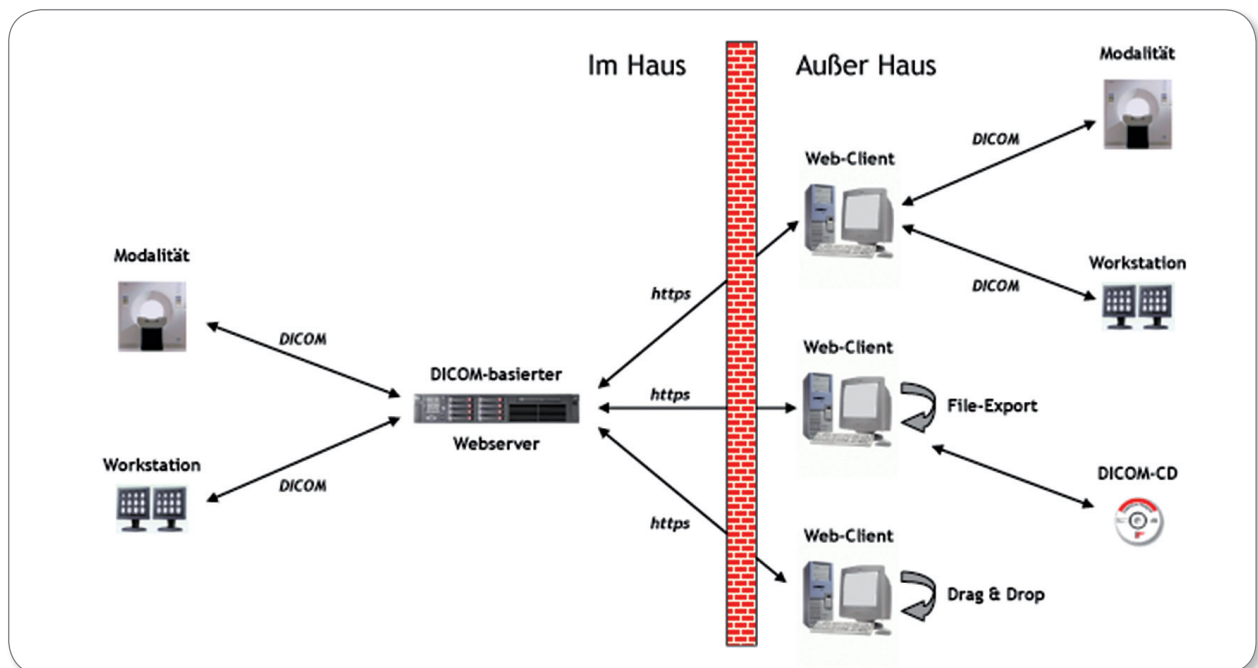 Im Haus
Außer Haus
Modalität
DICOM
Web-Client
Modalität
https
DICOM
Workstation
DICOM
DICOM-basierter
Webserver
https
Web-Client
File-Export
Workstation
DICOM
https
DICOM-CD
Web-Client
Drag & Drop